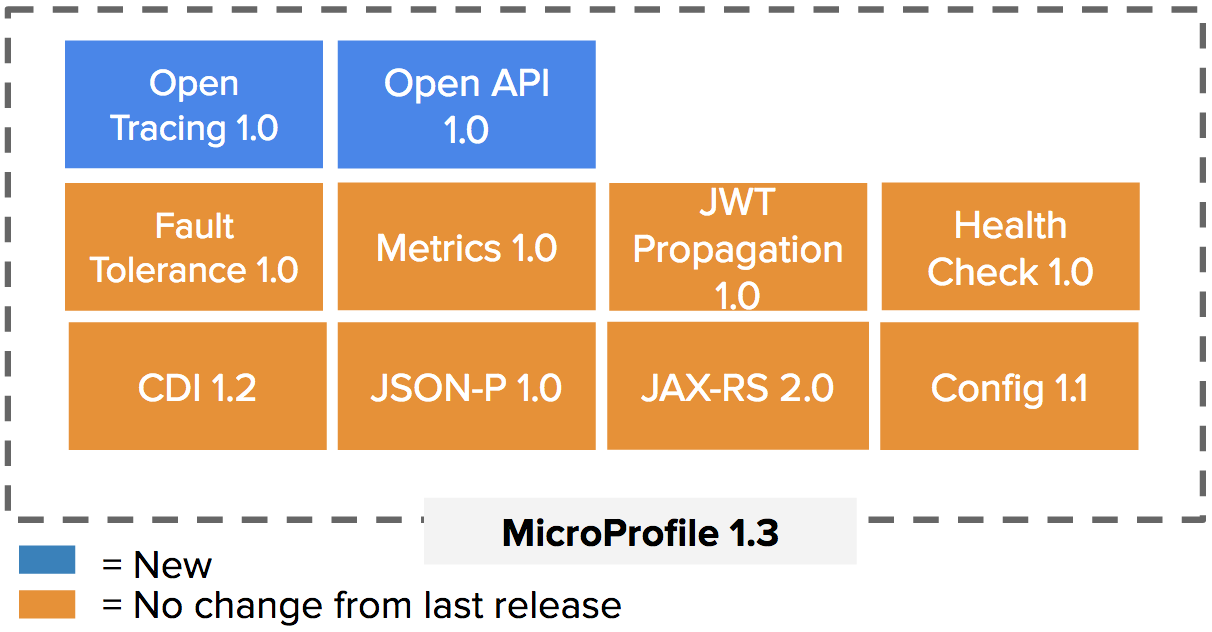 Open
Tracing 1.0
Open API
1.0
Fault
Tolerance 1.0
Metrics 1.0
JWT
Propagation
1.0
Health
Check 1.0
CDI 1.2
JSON-P 1.0
JAX-RS 2.0
Config 1.1
MicroProfile 1.3
= New
= No change from last release